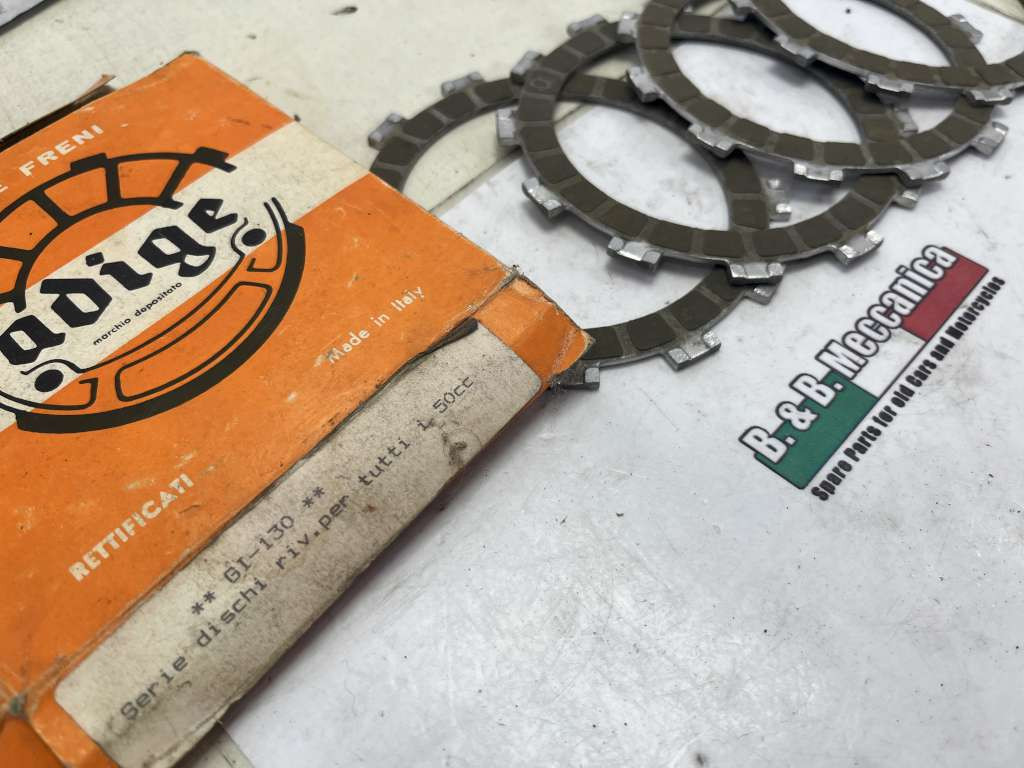 E FRENI
adige
marchio depositato
Made in Italy
RETTIFICATI
** GI-130 **
Serie dischi riv.per tutti i 50cc
B. & B. Meccanica
Spare Parts for old Cars and Motorcycles